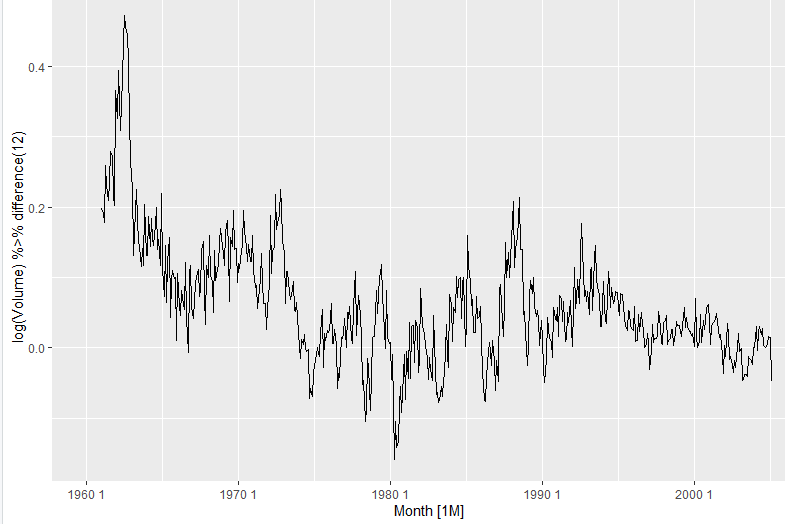 log(Volume) %>% difference(12)
0.4
0.2
0.0
1960 1 1970 1 1980 1 1990 1 2000 1
Month [1M]